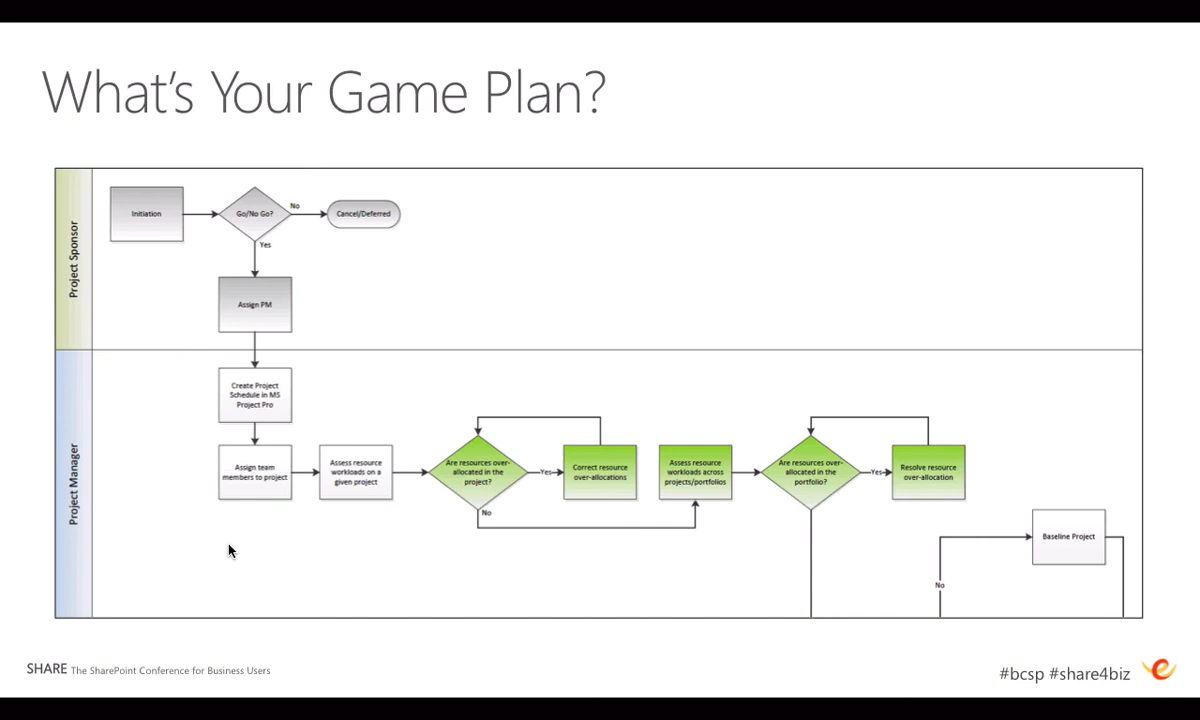 What's Your Game Plan?
Project Sponsor
Initiation
Go/No Go?
No
Cancel/Deferred
Yes
Assign PM
Project Manager
Create Project
Schedule in MS
Project Pro
Assign team
members to project
Assess resource
workloads on a
given project
Are resources over-
allocated in the
project?
Yes
Correct resource
over-allocations
No
Assess resource
workloads across
projects/portfolios
Are resources over-
allocated in the
portfolio?
Yes
Resolve resource
over-allocation
Baseline Project
No
SHARE The SharePoint Conference for Business Users
#bcsp #share4biz